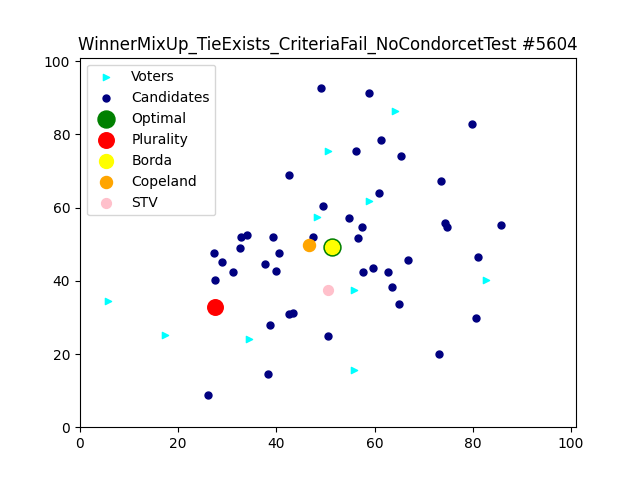 WinnerMixUp_TieExists_CriteriaFail_NoCondorcetTest #5604
100
80
60
40
20
0
Voters
Candidates
Optimal
Plurality
Borda
Copeland
STV
0 20 40 60 80 100